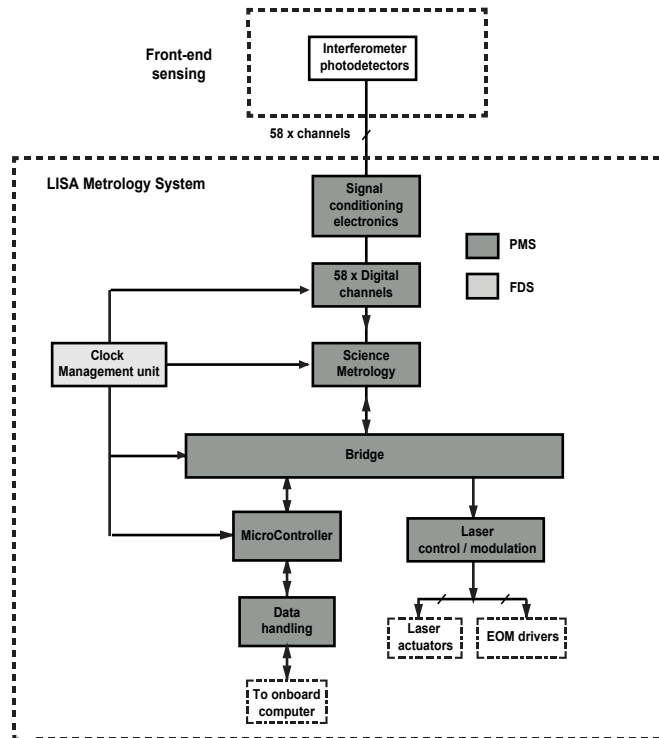 Front-end
sensing
Interferometer
photodetectors
58 x channels
LISA Metrology System
Signal
conditioning
electronics
PMS
FDS
58 x Digital
channels
Clock
Management unit
Science
Metrology
Bridge
MicroController
Laser
control / modulation
Data
handling
Laser
actuators
EOM drivers
To onboard
computer